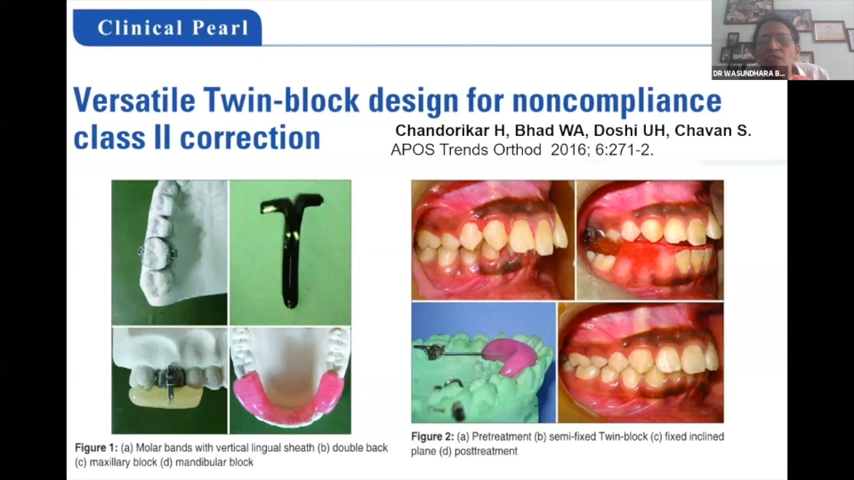 Clinical Pearl
DR WASUNDHARA B...
Versatile Twin-block design for noncompliance
class II correction
Chandorikar H, Bhad WA, Doshi UH, Chavan S.
APOS Trends Orthod 2016; 6:271-2.
Figure 1: (a) Molar bands with vertical lingual sheath (b) double back
(c) maxillary block (d) mandibular block
Figure 2: (a) Pretreatment (b) semi-fixed Twin-block (c) fixed inclined
plane (d) posttreatment